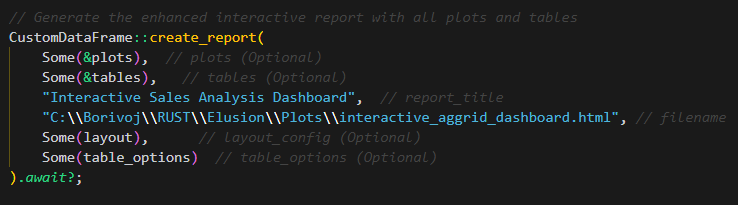 // Generate the enhanced interactive report with all plots and tables
CustomDataFrame::create_report(
    Some(&plots),  // plots (Optional)
    Some(&tables),   // tables (Optional)
    "Interactive Sales Analysis Dashboard",  // report_title
    "C:\\Borivoj\\RUST\\Elusion\\Plots\\interactive_aggrid_dashboard.html", // filename
    Some(layout),      // layout_config (Optional)
    Some(table_options)  // table_options (Optional)
).await?;